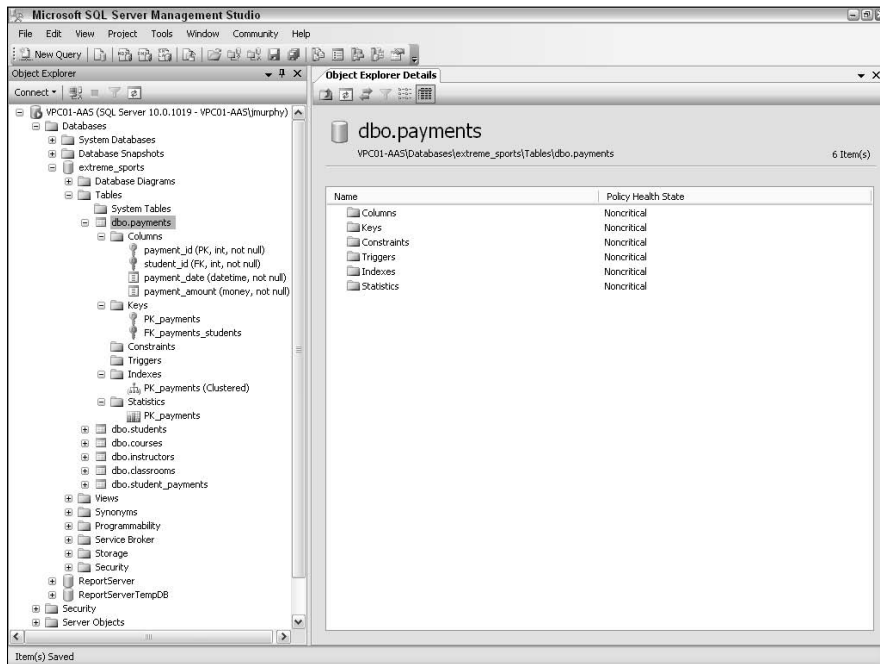 Microsoft SQL Server Management Studio
File Edit View Project Tools Window Community Help
New Query
Object Explorer
Connect
VPC01-AAS (SQL Server 10.0.1019 - VPC01-AAS\jmurphy)
Databases
System Databases
Database Snapshots
extreme_sports
Database Diagrams
Tables
System Tables
dbo.payments
Columns
payment_id (PK, int, not null)
student_id (FK, int, not null)
payment_date (datetime, not null)
payment_amount (money, not null)
Keys
PK_payments
FK_payments_students
Constraints
Triggers
Indexes
PK_payments (Clustered)
Statistics
PK_payments
dbo.students
dbo.courses
dbo.instructors
dbo.classrooms
dbo.student_payments
Views
Synonyms
Programmability
Service Broker
Storage
Security
ReportServer
ReportServerTempDB
Security
Server Objects
Object Explorer Details
dbo.payments
VPC01-AAS\Databases\extreme_sports\Tables\dbo.payments 6 Item(s)
Name Policy Health State
Columns Noncritical
Keys Noncritical
Constraints Noncritical
Triggers Noncritical
Indexes Noncritical
Statistics Noncritical
Item(s) Saved